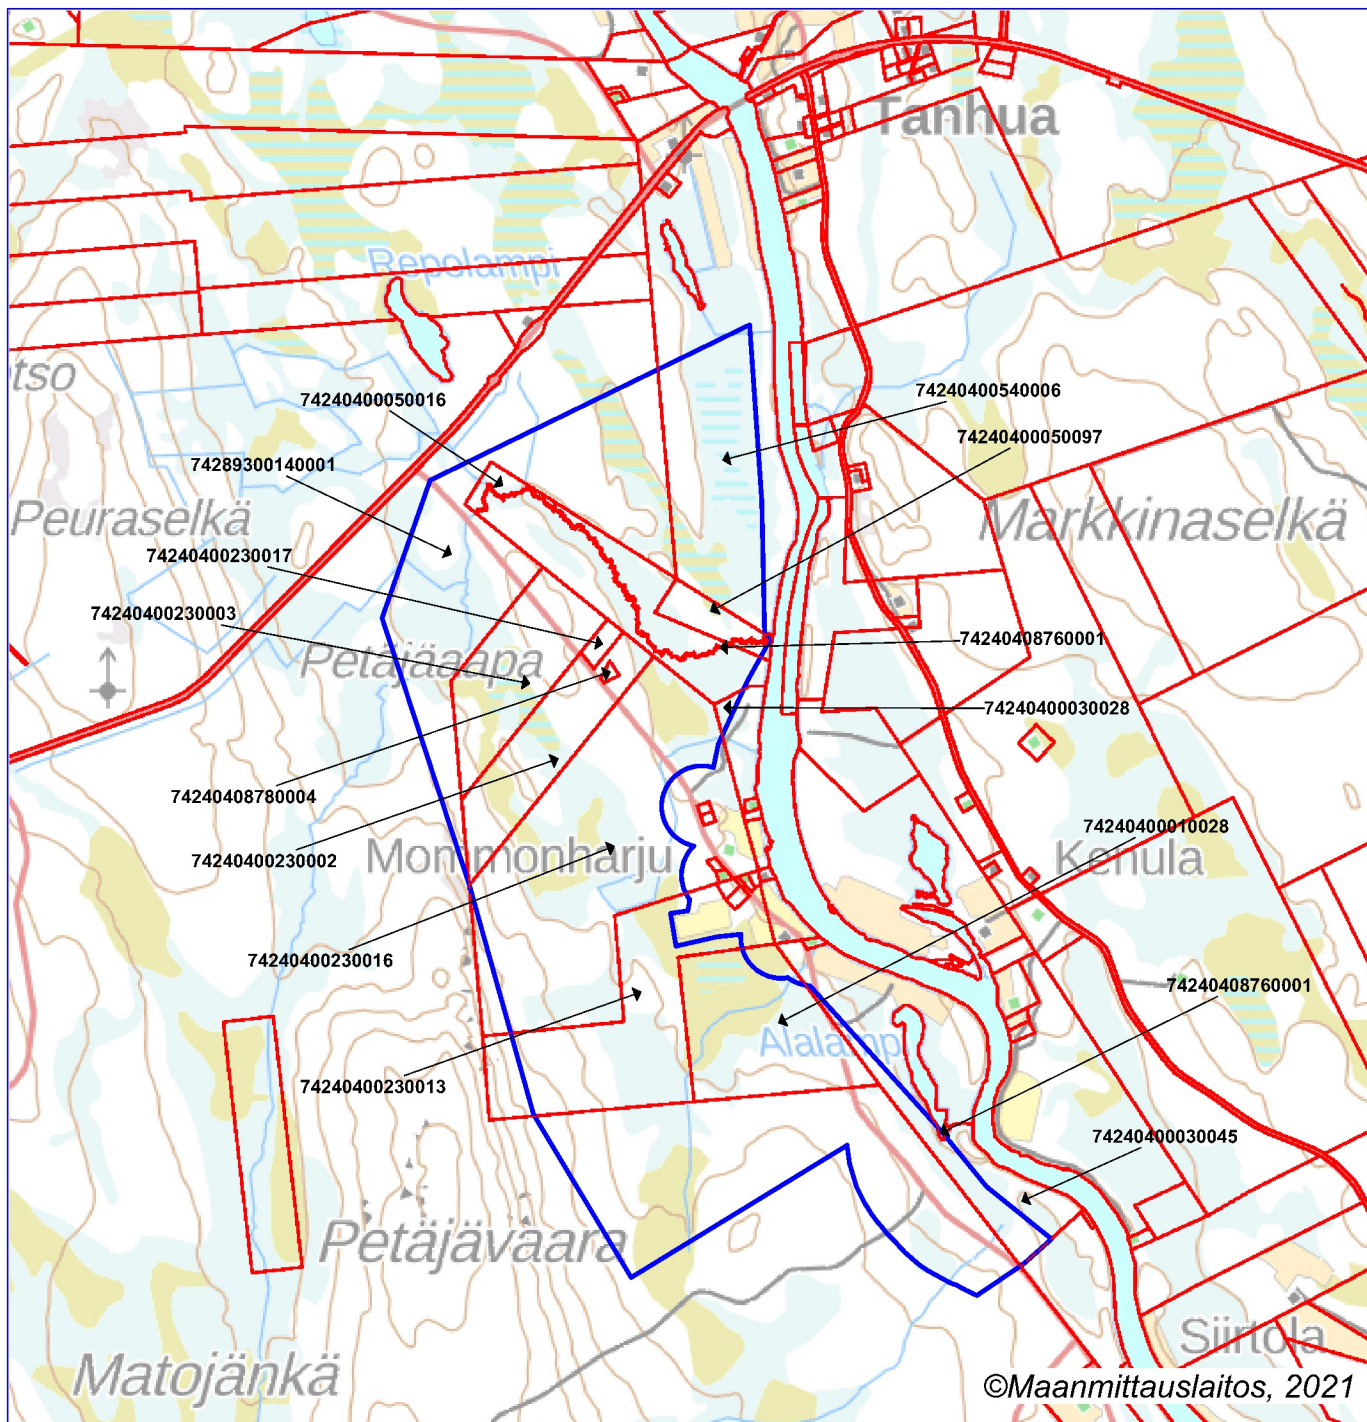 Tanhua
Repolampi
tso
74240400050016
74240400540006
74240400050097
74289300140001
Peuraselkä
Markkinaselkä
74240400230017
74240400230003
74240408760001
Petäjäaapa
74240400030028
74240408780004
74240400010028
74240400230002
Mommonharju
Kenula
74240400230016
74240408760001
Alalampi
74240400230013
74240400030045
Petäjävaara
Siirtola
Matojänkä
©Maanmittauslaitos, 2021